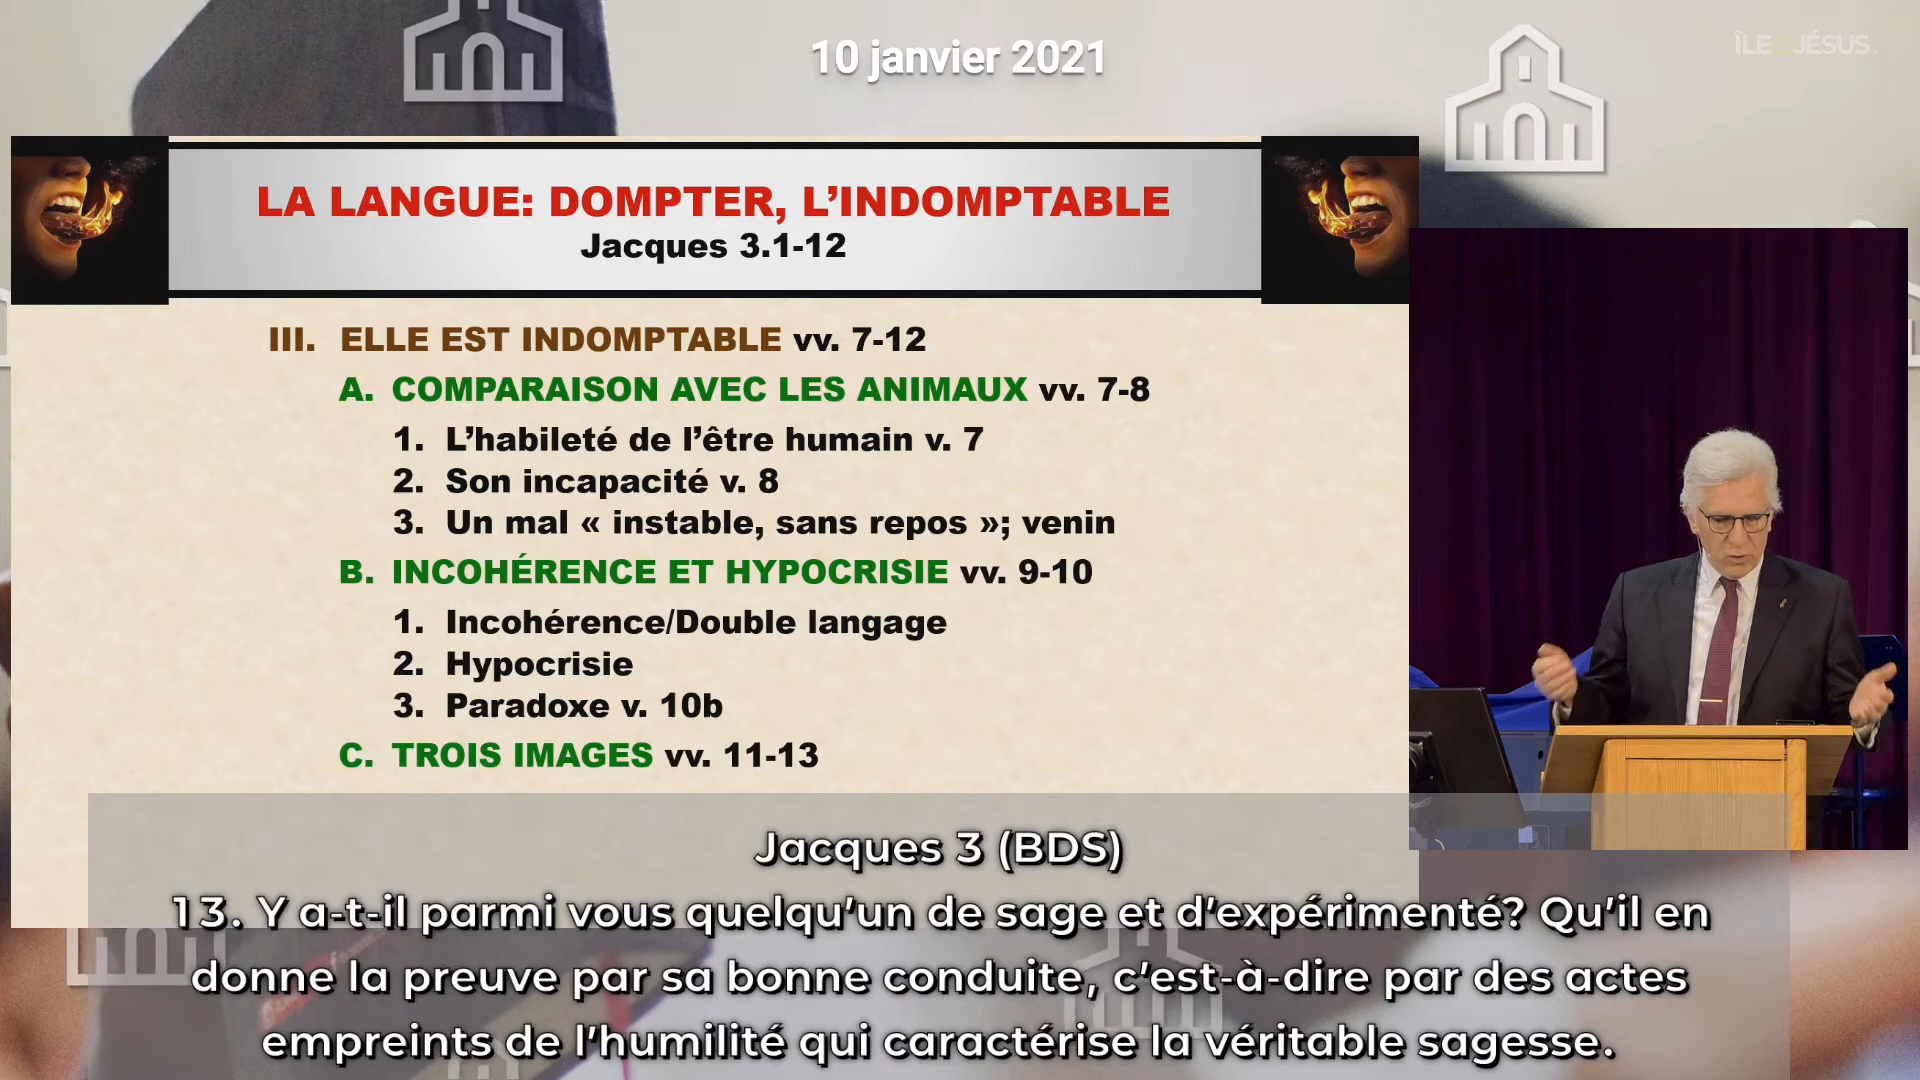 10 janvier 2021
ÎLE JÉSUS
LA LANGUE: DOMPTER, L’INDOMPTABLE
Jacques 3.1-12
III. ELLE EST INDOMPTABLE vv. 7-12
A. COMPARAISON AVEC LES ANIMAUX vv. 7-8
1. L’habileté de l’être humain v. 7
2. Son incapacité v. 8
3. Un mal « instable, sans repos »; venin
B. INCOHÉRENCE ET HYPOCRISIE vv. 9-10
1. Incohérence/Double langage
2. Hypocrisie
3. Paradoxe v. 10b
C. TROIS IMAGES vv. 11-13
Jacques 3 (BDS)
13. Y a-t-il parmi vous quelqu'un de sage et d'expérimenté? Qu'il en
donne la preuve par sa bonne conduite, c'est-à-dire par des actes
empreints de l'humilité qui caractérise la véritable sagesse.